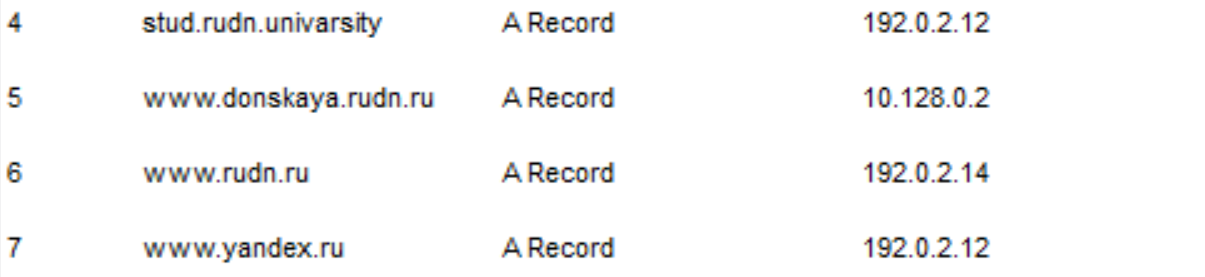 4 stud.rudn.univarsity A Record 192.0.2.12
5 www.donskaya.rudn.ru A Record 10.128.0.2
6 www.rudn.ru A Record 192.0.2.14
7 www.yandex.ru A Record 192.0.2.12